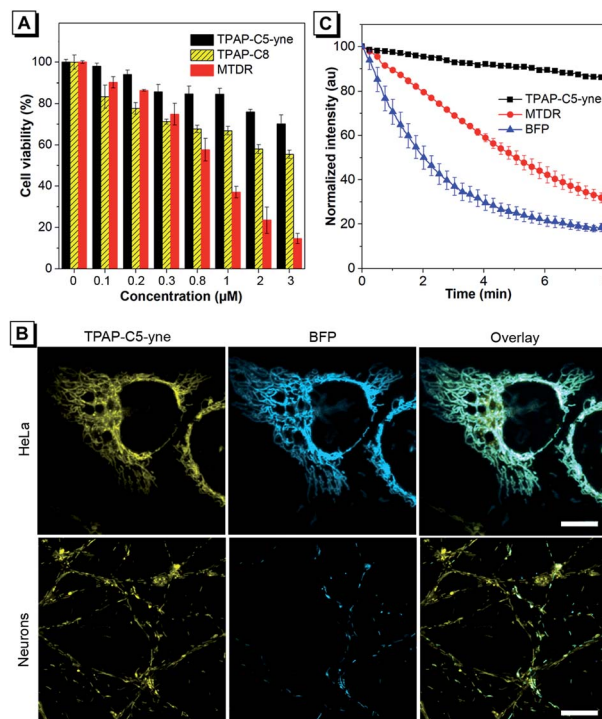 A
TPAP-C5-yne
TPAP-C8
MTDR
Cell viability (%)
100
80
60
40
20
0
0 0.1 0.2 0.3 0.8 1 2 3
Concentration (µM)
C
Normalized intensity (au)
100
80
60
40
20
0
TPAP-C5-yne
MTDR
BFP
0 2 4 6
Time (min)
B
TPAP-C5-yne BFP Overlay
HeLa
Neurons